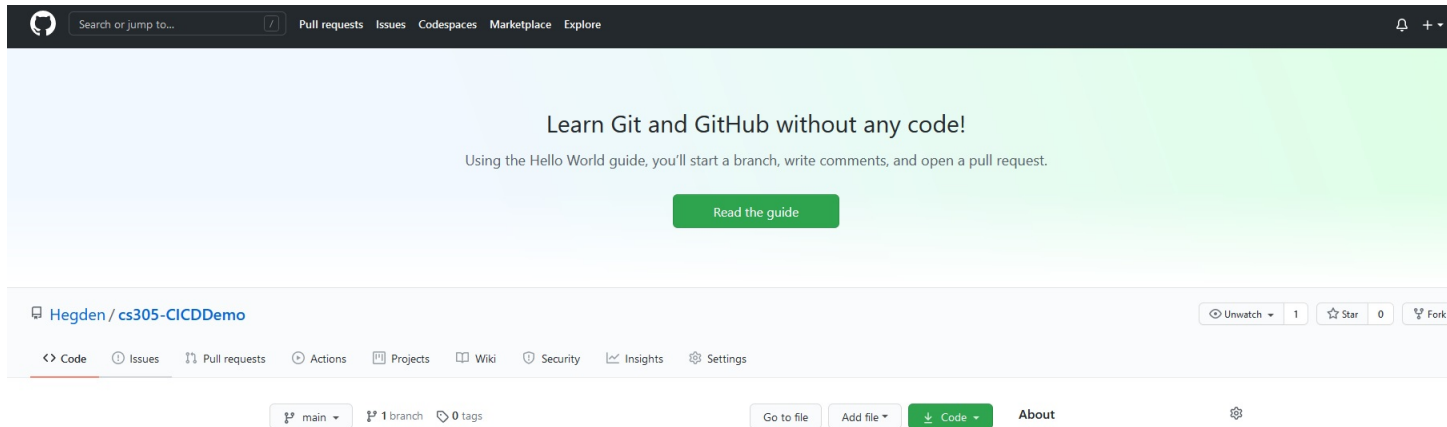 Search or jump to... / Pull requests Issues Codespaces Marketplace Explore
Learn Git and GitHub without any code!
Using the Hello World guide, you’ll start a branch, write comments, and open a pull request.
Read the guide
Hegden / cs305-CICDDemo Unwatch 1 Star 0 Fork
<> Code Issues Pull requests Actions Projects Wiki Security Insights Settings
main 1 branch 0 tags Go to file Add file Code About